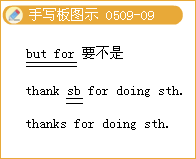 手写板图示 0509-09
but for 要不是
thank sb for doing sth.
thanks for doing sth.